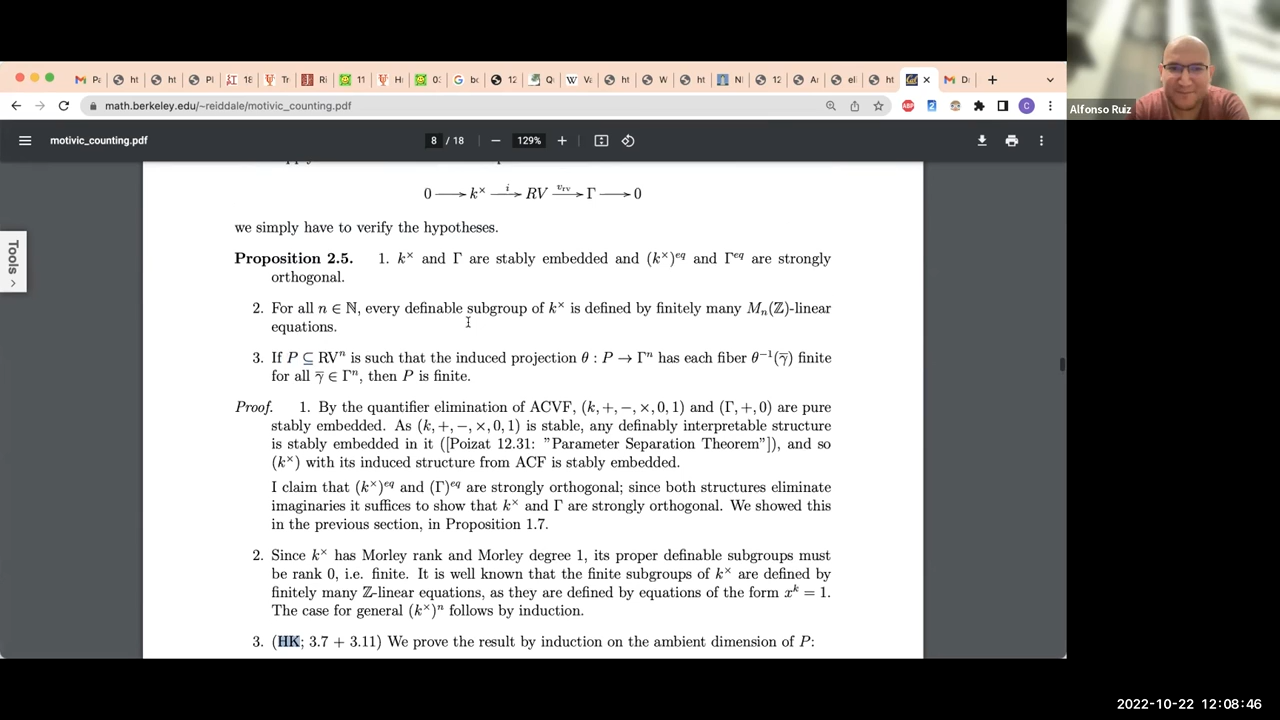 Alfonso Ruiz
math.berkeley.edu/~reiddale/motivic_counting.pdf
motivic_counting.pdf
8 / 18
129%
Tools
0 ⟶ k× ⟶ i RV ⟶ vrv Γ ⟶ 0
we simply have to verify the hypotheses.
Proposition 2.5. 1. k× and Γ are stably embedded and (k×)eq and Γeq are strongly
orthogonal.
2. For all n ∈ ℕ, every definable subgroup of k× is defined by finitely many Mn(ℤ)-linear
equations.
3. If P ⊆ RVn is such that the induced projection θ : P → Γn has each fiber θ−1(γ̅) finite
for all γ̅ ∈ Γn, then P is finite.
Proof. 1. By the quantifier elimination of ACVF, (k, +, −, ×, 0, 1) and (Γ, +, 0) are pure
stably embedded. As (k, +, −, ×, 0, 1) is stable, any definably interpretable structure
is stably embedded in it ([Poizat 12.31: "Parameter Separation Theorem"]), and so
(k×) with its induced structure from ACF is stably embedded.
I claim that (k×)eq and (Γ)eq are strongly orthogonal; since both structures eliminate
imaginaries it suffices to show that k× and Γ are strongly orthogonal. We showed this
in the previous section, in Proposition 1.7.
2. Since k× has Morley rank and Morley degree 1, its proper definable subgroups must
be rank 0, i.e. finite. It is well known that the finite subgroups of k× are defined by
finitely many ℤ-linear equations, as they are defined by equations of the form xk = 1.
The case for general (k×)n follows by induction.
3. (HK; 3.7 + 3.11) We prove the result by induction on the ambient dimension of P:
2022-10-22 12:08:46